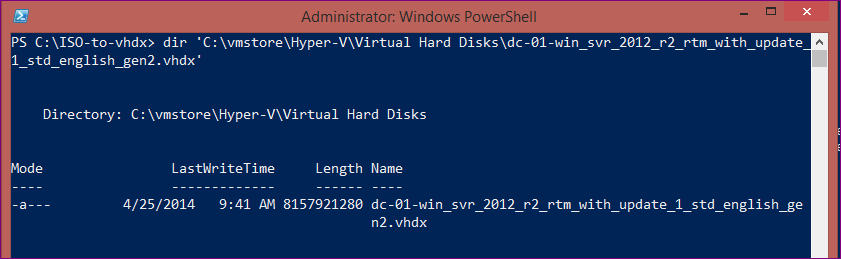 Administrator: Windows PowerShell
PS C:\ISO-to-vhdx> dir 'C:\vmstore\Hyper-V\Virtual Hard Disks\dc-01-win_svr_2012_r2_rtm_with_update_
1_std_english_gen2.vhdx'
Directory: C:\vmstore\Hyper-V\Virtual Hard Disks
Mode LastWriteTime Length Name
---- ------------- ------ ----
-a--- 4/25/2014 9:41 AM 8157921280 dc-01-win_svr_2012_r2_rtm_with_update_1_std_english_ge
n2.vhdx